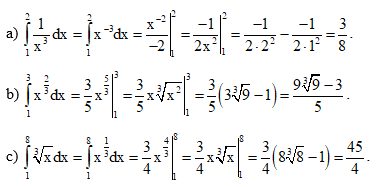 a) \int_{1}^{2} \frac{1}{x^3} dx = \int_{1}^{2} x^{-3} dx = \frac{x^{-2}}{-2} \Big|_{1}^{2} = \frac{-1}{2x^2} \Big|_{1}^{2} = \frac{-1}{2 \cdot 2^2} - \frac{-1}{2 \cdot 1^2} = \frac{3}{8}.
b) \int_{1}^{3} x^{\frac{2}{3}} dx = \frac{3}{5} x^{\frac{5}{3}} \Big|_{1}^{3} = \frac{3}{5} x \sqrt[3]{x^2} \Big|_{1}^{3} = \frac{3}{5} (3\sqrt[3]{9} - 1) = \frac{9\sqrt[3]{9} - 3}{5}.
c) \int_{1}^{8} \sqrt[3]{x} dx = \int_{1}^{8} x^{\frac{1}{3}} dx = \frac{3}{4} x^{\frac{4}{3}} \Big|_{1}^{8} = \frac{3}{4} x \sqrt[3]{x} \Big|_{1}^{8} = \frac{3}{4} (8\sqrt[3]{8} - 1) = \frac{45}{4}.